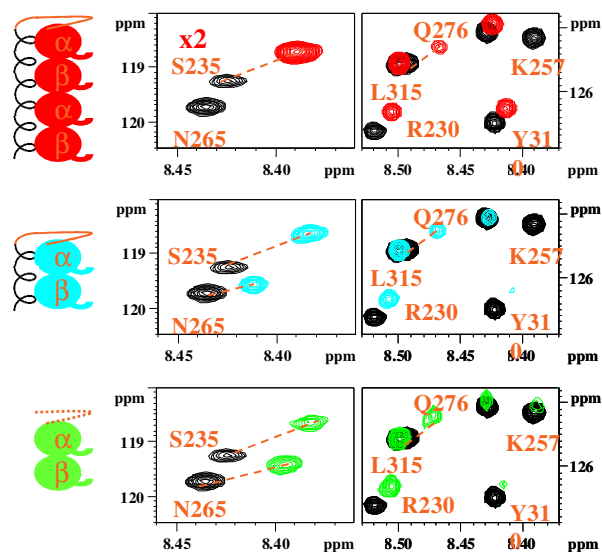 α
β
α
β
ppm
119
120
x2
S235
N265
8.45
8.40
ppm
Q276
K257
L315
R230
Y31
0
ppm
126
8.50
8.45
8.40
ppm
α
β
ppm
119
120
S235
N265
8.45
8.40
ppm
Q276
K257
L315
R230
Y31
0
ppm
126
8.50
8.45
8.40
ppm
α
β
ppm
119
120
S235
N265
8.45
8.40
ppm
Q276
K257
L315
R230
Y31
0
ppm
126
8.50
8.45
8.40
ppm